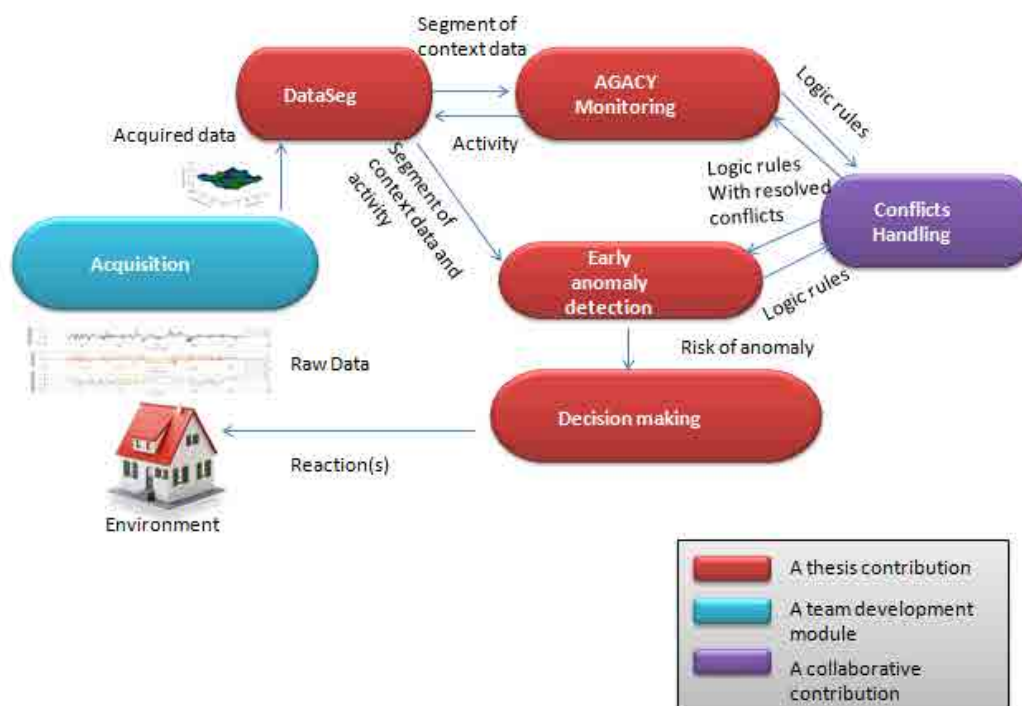 Segment of
context data
DataSeg
AGACY
Monitoring
Logic rules
Acquired data
Activity
Segment of
context data and
activity
Logic rules
With resolved
conflicts
Conflicts
Handling
Acquisition
Early
anomaly
detection
Logic rules
Raw Data
Risk of anomaly
Decision making
Reaction(s)
Environment
A thesis contribution
A team development
module
A collaborative
contribution